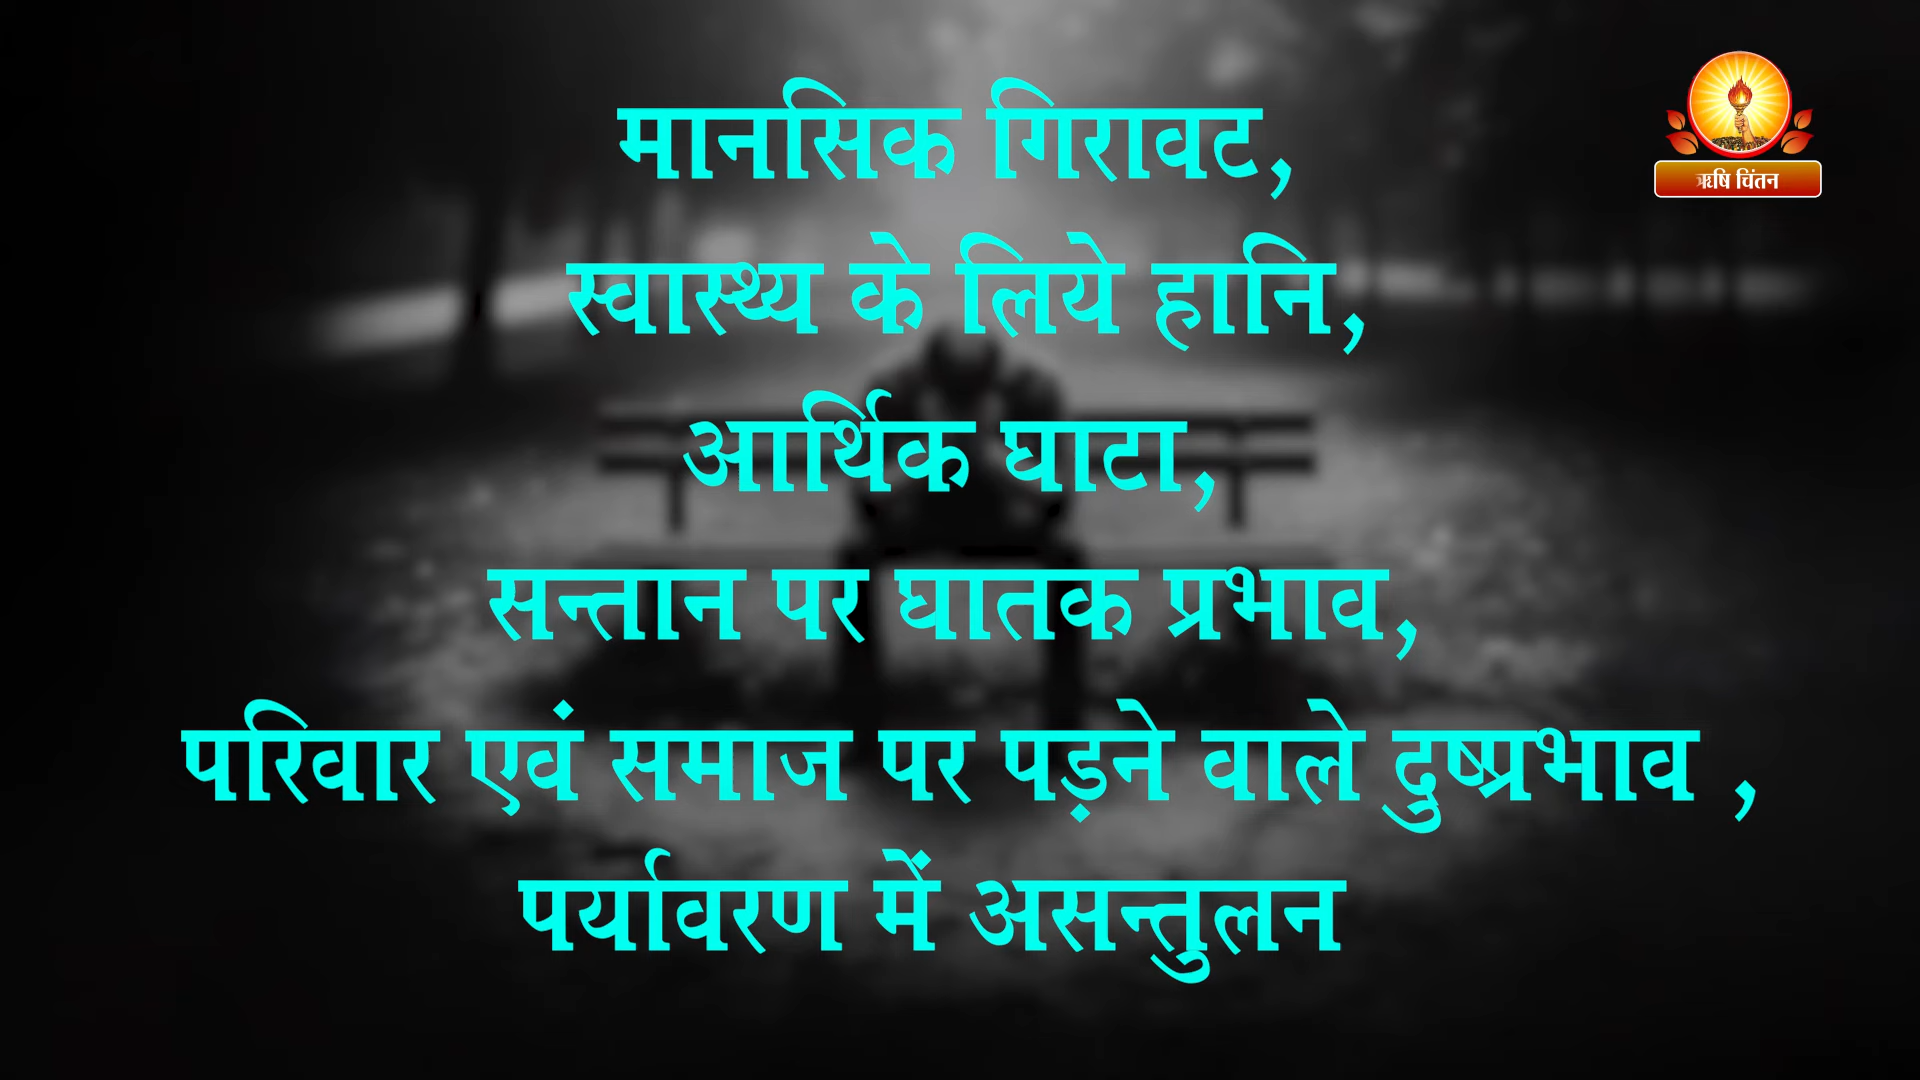 ऋषि चिंतन
मानसिक गिरावट,
स्वास्थ्य के लिये हानि,
आर्थिक घाटा,
सन्तान पर घातक प्रभाव,
परिवार एवं समाज पर पड़ने वाले दुष्प्रभाव ,
पर्यावरण में असन्तुलन